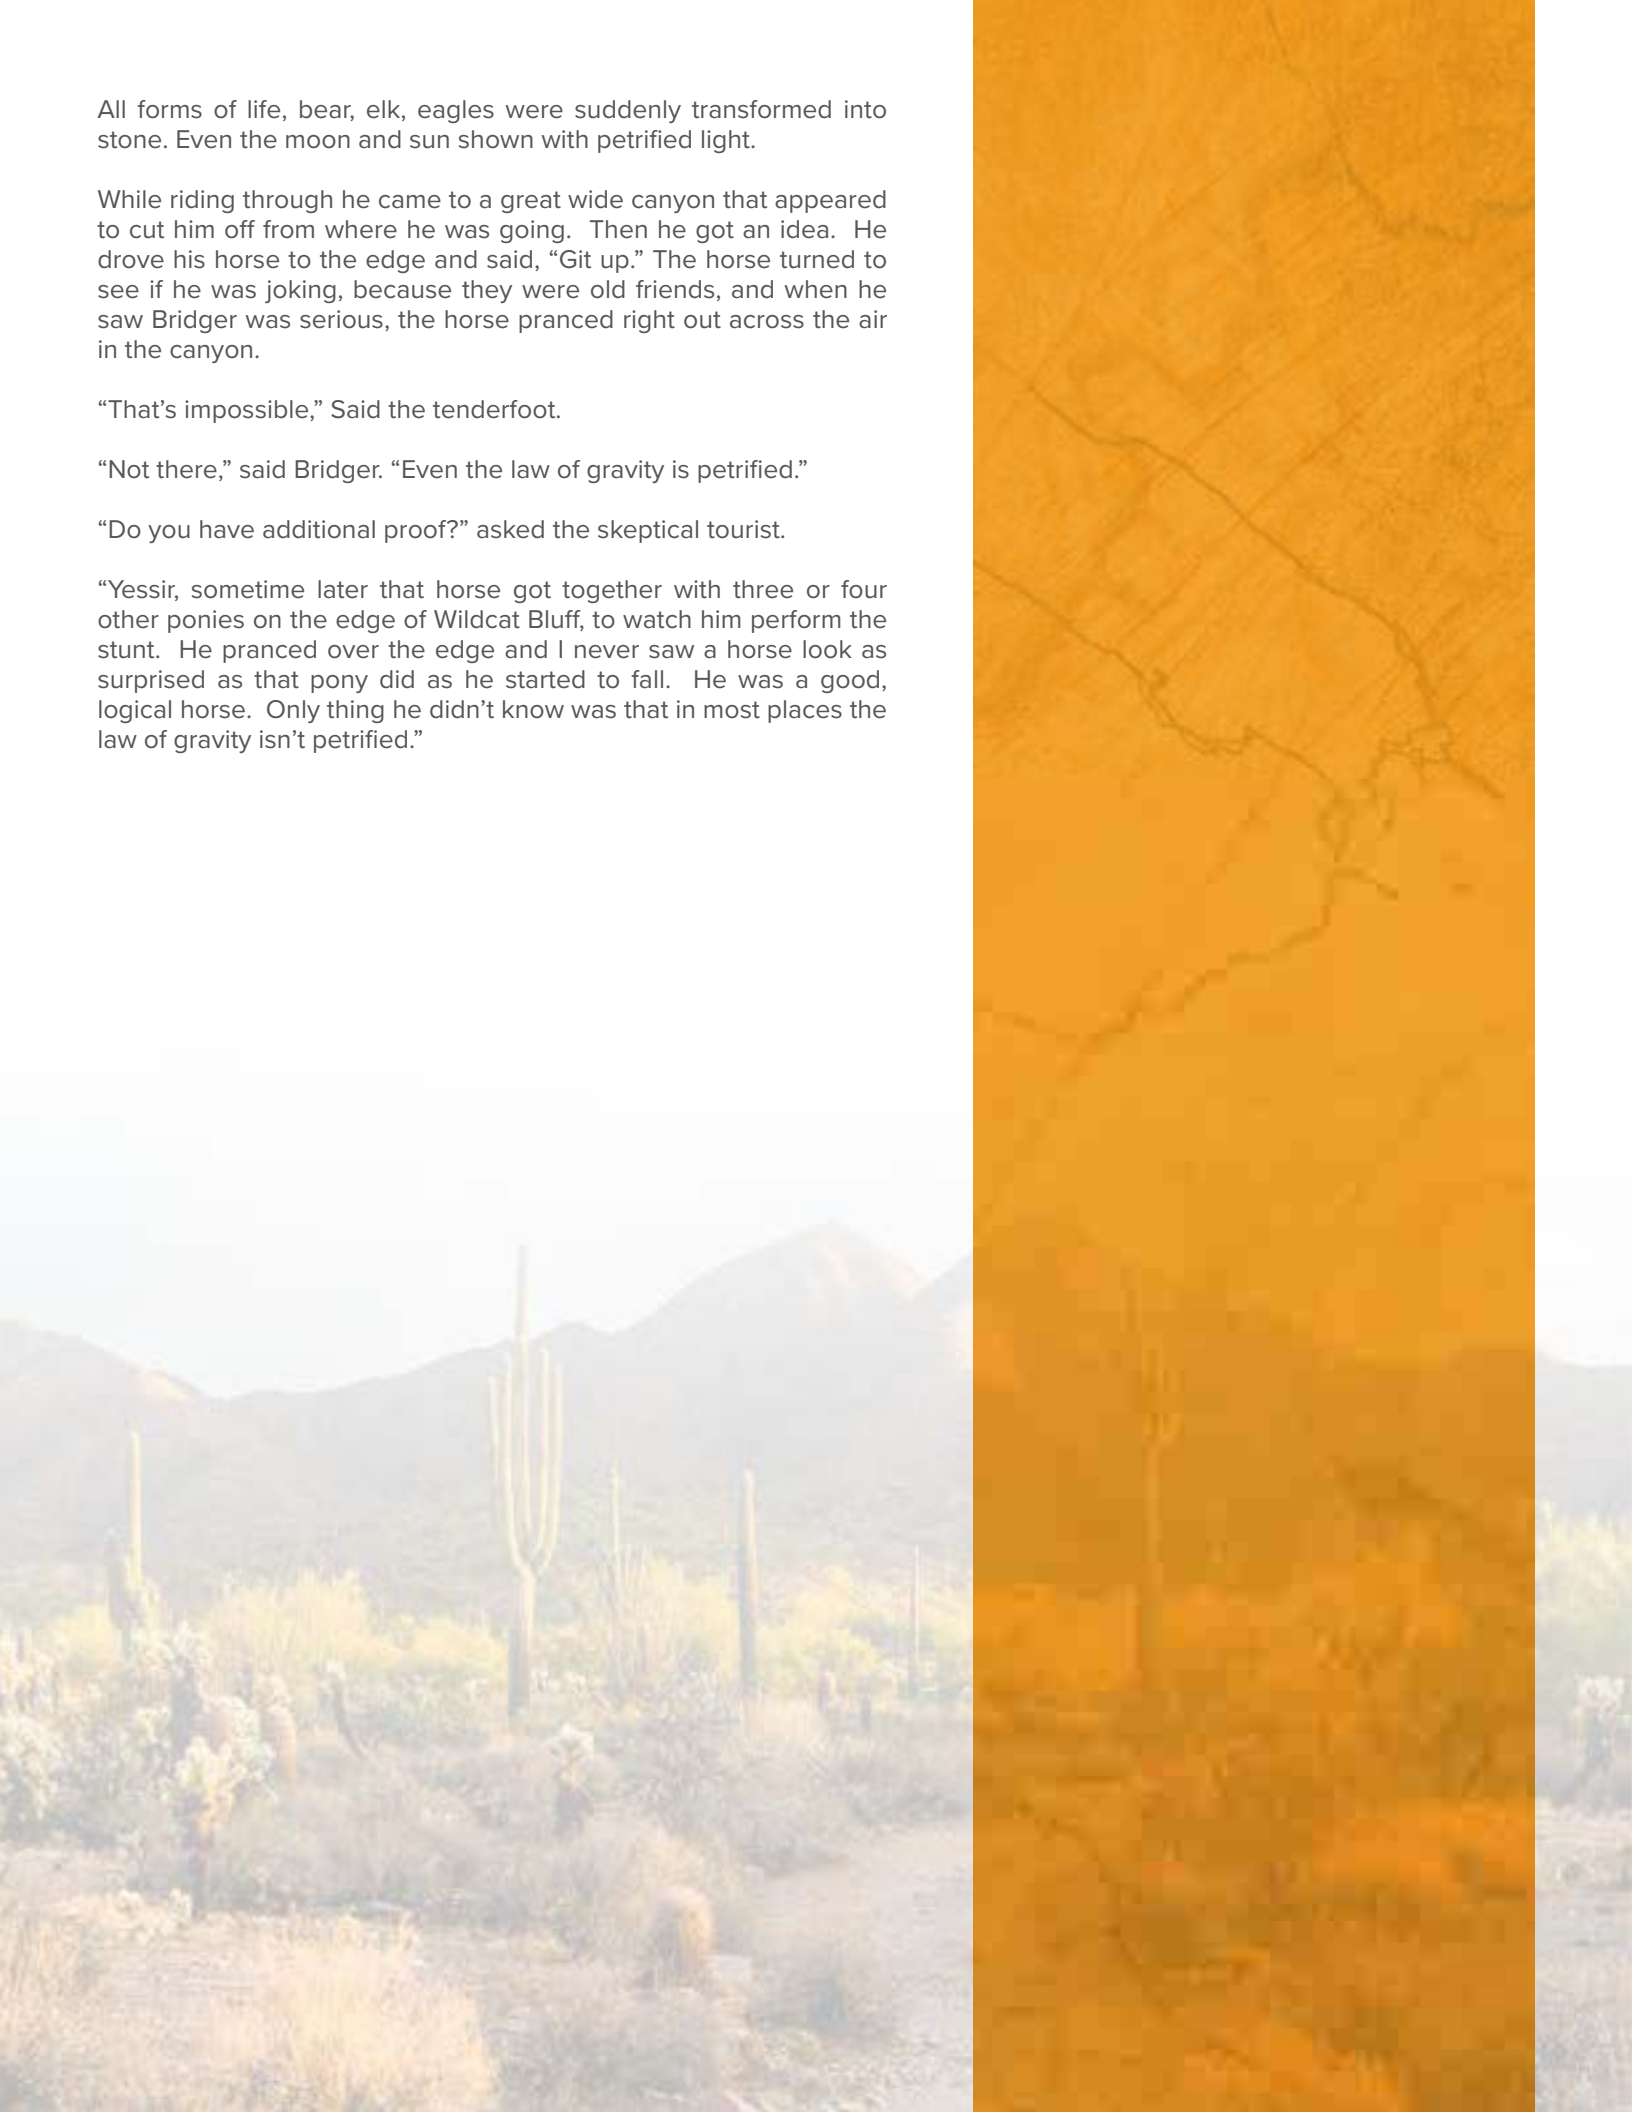 All forms of life, bear, elk, eagles were suddenly transformed into
stone. Even the moon and sun shown with petrified light.
While riding through he came to a great wide canyon that appeared
to cut him off from where he was going.  Then he got an idea.  He
drove his horse to the edge and said, “Git up.” The horse turned to
see if he was joking, because they were old friends, and when he
saw Bridger was serious, the horse pranced right out across the air
in the canyon.
“That’s impossible,” Said the tenderfoot.
“Not there,” said Bridger. “Even the law of gravity is petrified.”
“Do you have additional proof?” asked the skeptical tourist.
“Yessir, sometime later that horse got together with three or four
other ponies on the edge of Wildcat Bluff, to watch him perform the
stunt.  He pranced over the edge and I never saw a horse look as
surprised as that pony did as he started to fall.  He was a good,
logical horse.  Only thing he didn’t know was that in most places the
law of gravity isn’t petrified.”